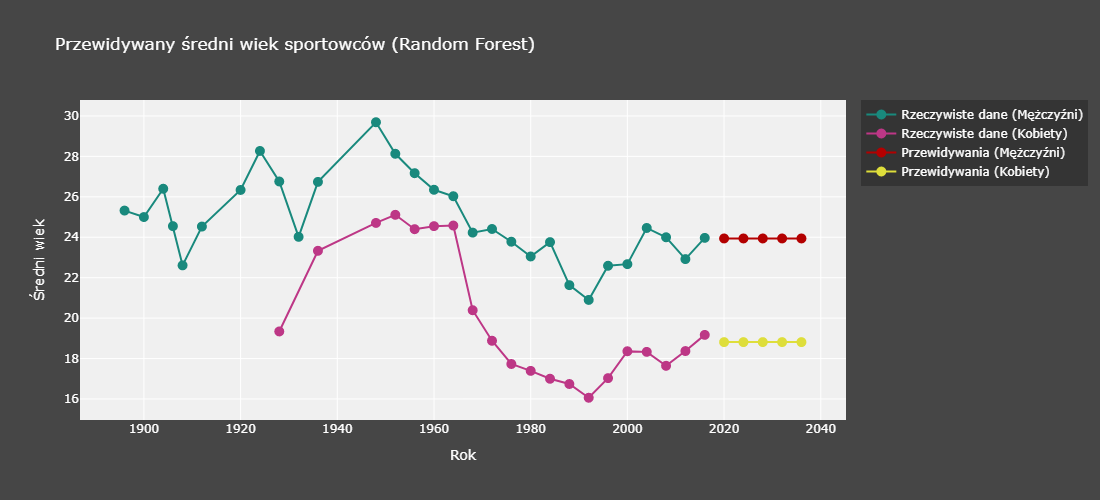 Przewidywany średni wiek sportowców (Random Forest)
Rzeczywiste dane (Mężczyźni)
Rzeczywiste dane (Kobiety)
Przewidywania (Mężczyźni)
Przewidywania (Kobiety)
Średni wiek
30
28
26
24
22
20
18
16
1900 1920 1940 1960 1980 2000 2020 2040
Rok